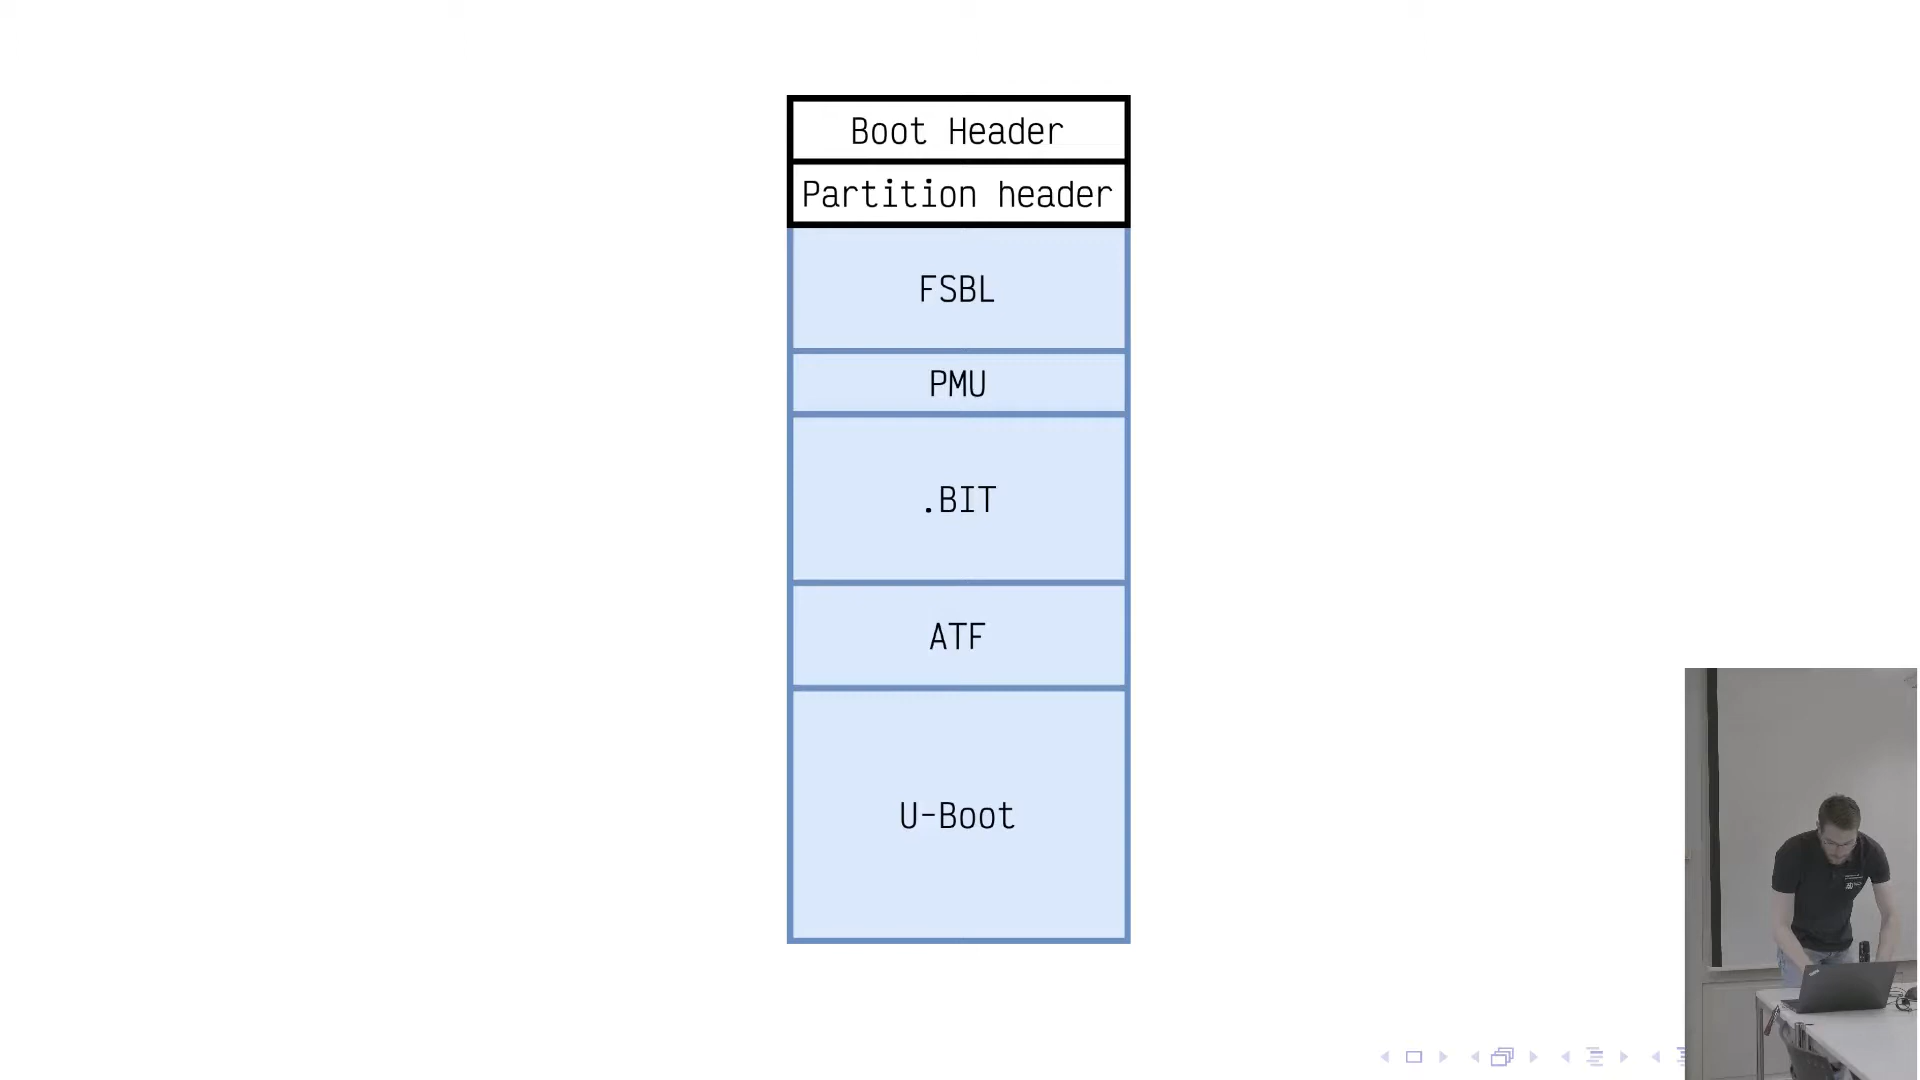 Boot Header
Partition header
FSBL
PMU
.BIT
ATF
U-Boot